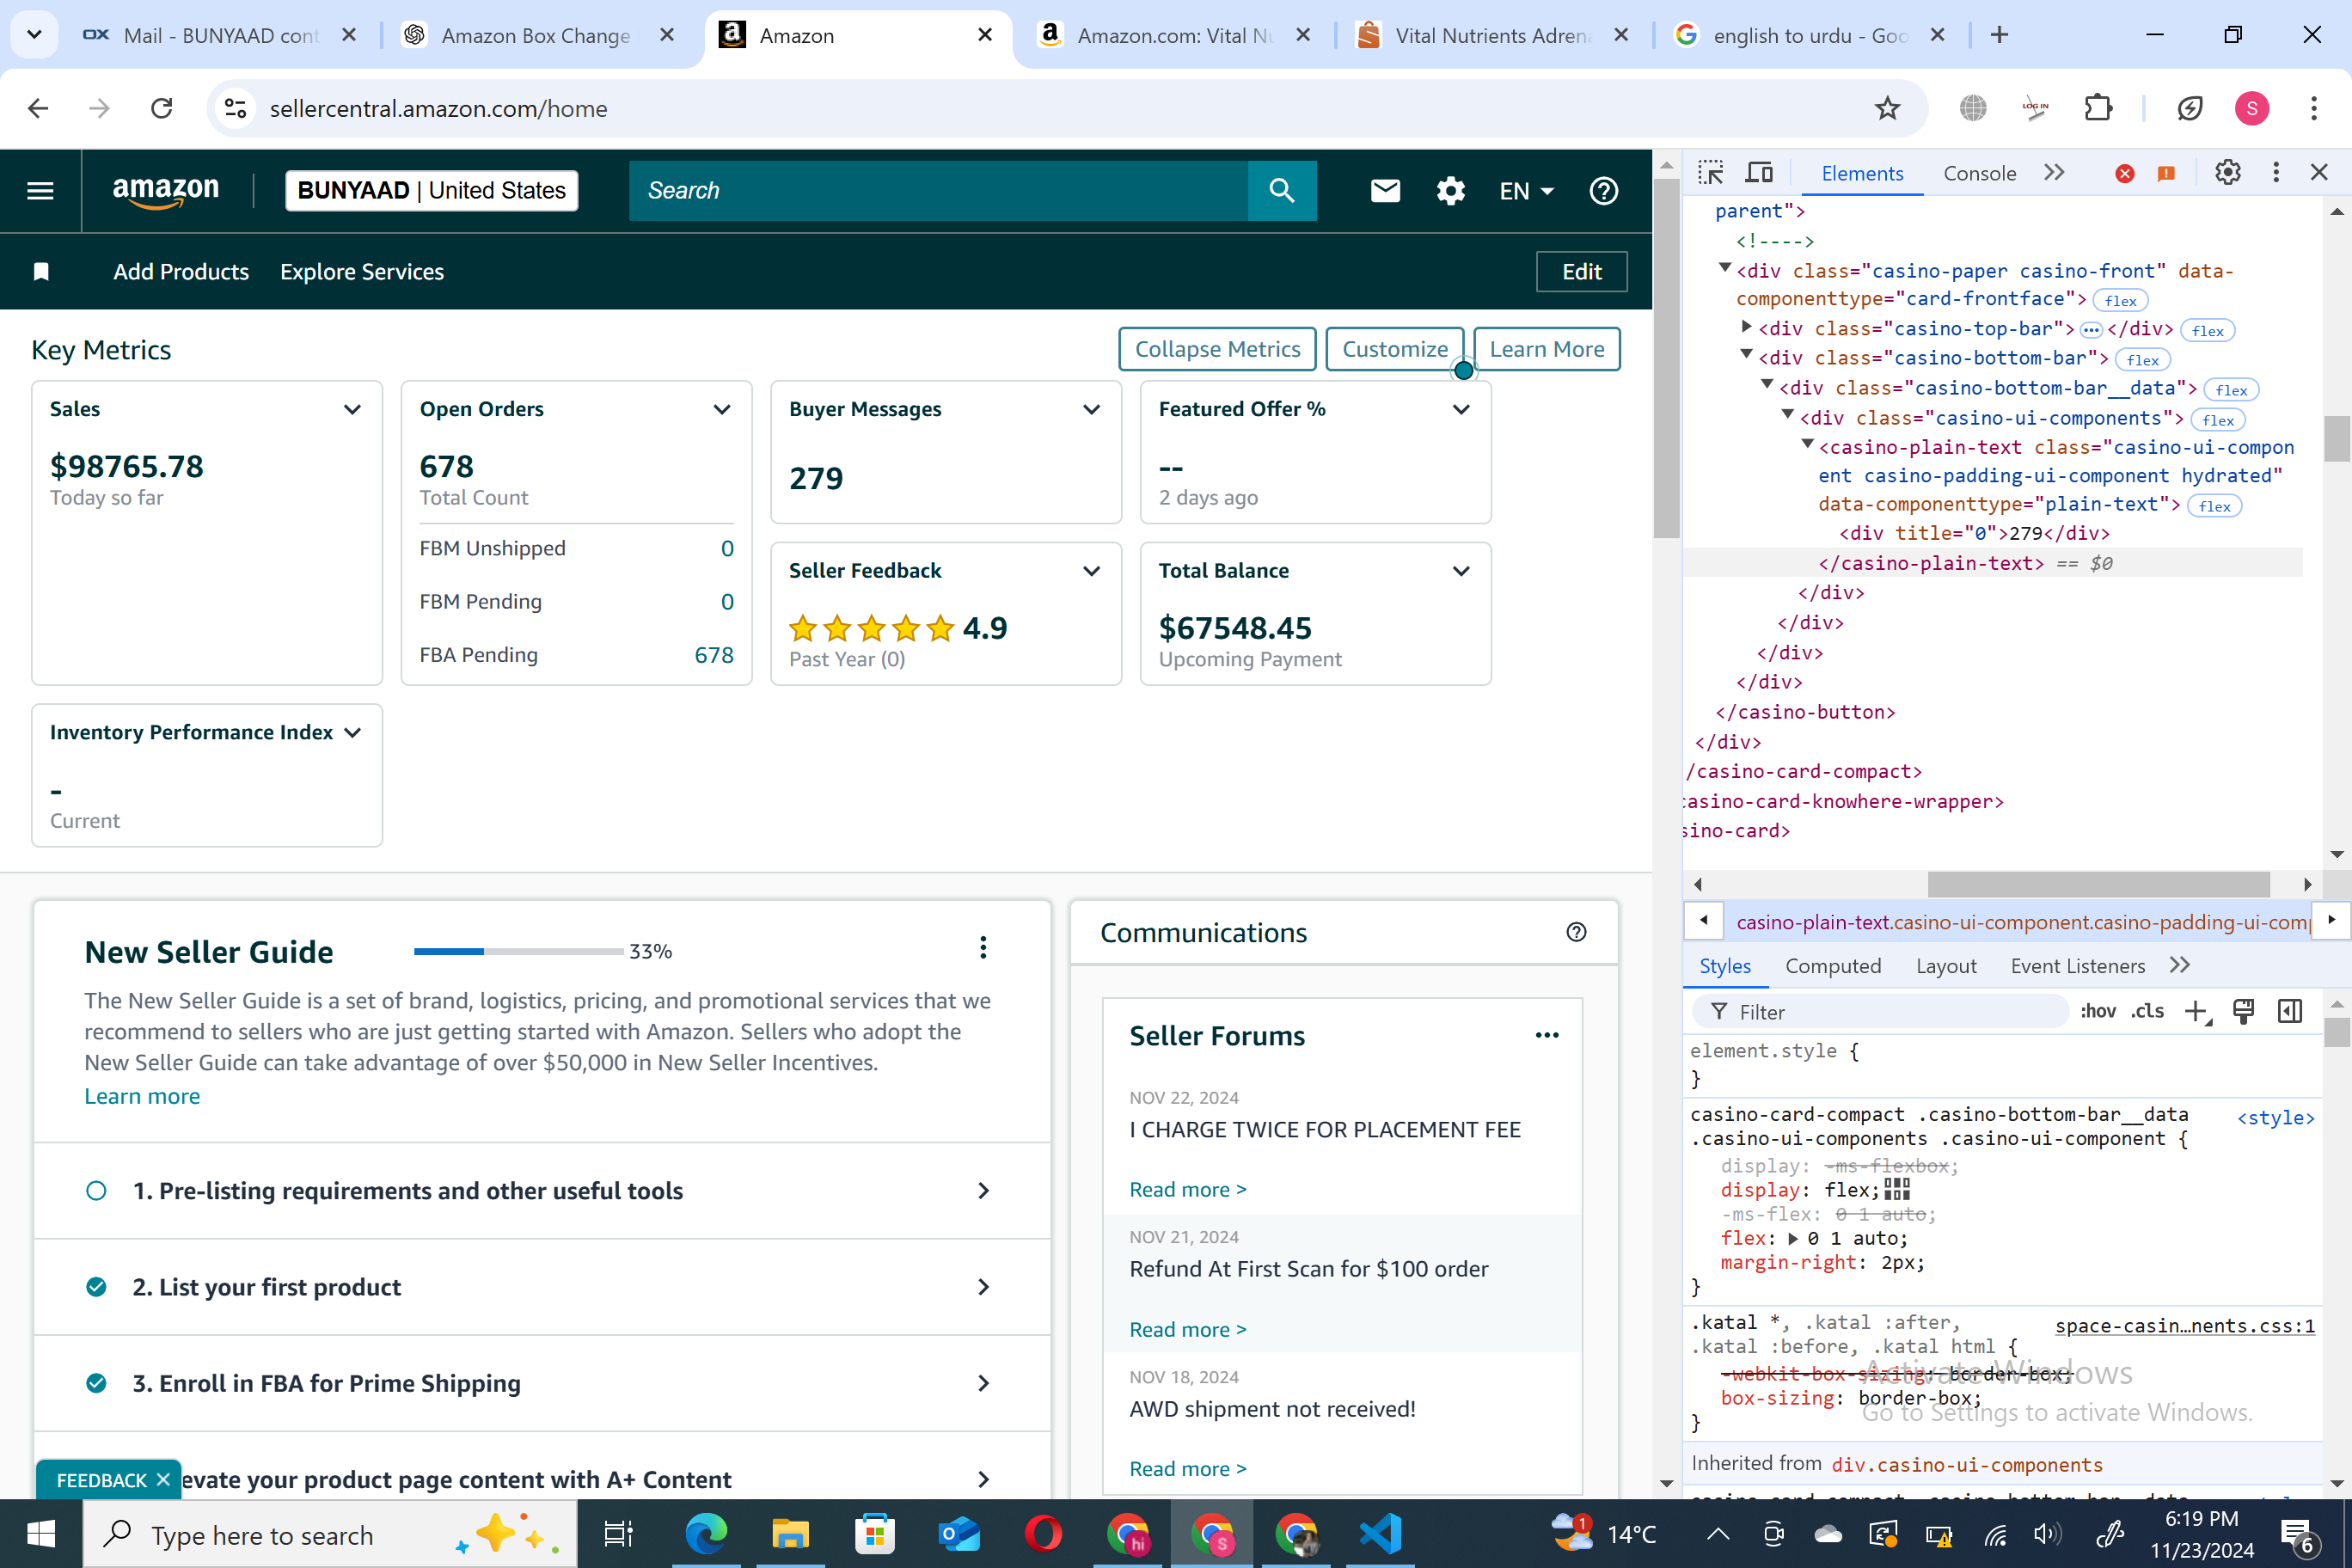 Mail - BUNYAAD cont
Amazon Box Change
Amazon
Amazon.com: Vital Nu
Vital Nutrients Adrena
english to urdu - Goo
sellercentral.amazon.com/home
LOG IN
S
amazon
BUNYAAD | United States
Search
EN
Add Products
Explore Services
Edit
Key Metrics
Collapse Metrics
Customize
Learn More
Sales
$98765.78
Today so far
Open Orders
678
Total Count
FBM Unshipped 0
FBM Pending 0
FBA Pending 678
Buyer Messages
279
Featured Offer %
--
2 days ago
Seller Feedback
4.9
Past Year (0)
Total Balance
$67548.45
Upcoming Payment
Inventory Performance Index
-
Current
New Seller Guide
33%
The New Seller Guide is a set of brand, logistics, pricing, and promotional services that we
recommend to sellers who are just getting started with Amazon. Sellers who adopt the
New Seller Guide can take advantage of over $50,000 in New Seller Incentives.
Learn more
1. Pre-listing requirements and other useful tools
2. List your first product
3. Enroll in FBA for Prime Shipping
evate your product page content with A+ Content
FEEDBACK
Communications
Seller Forums
NOV 22, 2024
I CHARGE TWICE FOR PLACEMENT FEE
Read more >
NOV 21, 2024
Refund At First Scan for $100 order
Read more >
NOV 18, 2024
AWD shipment not received!
Read more >
Elements
Console
parent">
<!---->
<div class="casino-paper casino-front" data-
componenttype="card-frontface"> flex
<div class="casino-top-bar"> ••• </div> flex
<div class="casino-bottom-bar"> flex
<div class="casino-bottom-bar__data"> flex
<div class="casino-ui-components"> flex
<casino-plain-text class="casino-ui-compon
ent casino-padding-ui-component hydrated"
data-componenttype="plain-text"> flex
<div title="0">279</div>
</casino-plain-text> == $0
</div>
</div>
</div>
</div>
</casino-button>
</div>
/casino-card-compact>
casino-card-knowhere-wrapper>
sino-card>
casino-plain-text.casino-ui-component.casino-padding-ui-comp
Styles
Computed
Layout
Event Listeners
Filter
:hov
.cls
element.style {
}
casino-card-compact .casino-bottom-bar__data <style>
.casino-ui-components .casino-ui-component {
display: -ms-flexbox;
display: flex;
-ms-flex: 0 1 auto;
flex: 0 1 auto;
margin-right: 2px;
}
.katal *, .katal :after, space-casin…nents.css:1
.katal :before, .katal html {
-webkit-box-sizing: border-box;
box-sizing: border-box;
}
Activate Windows
Go to Settings to activate Windows.
Inherited from div.casino-ui-components
Type here to search
hi
S
1
14°C
6:19 PM
11/23/2024
6